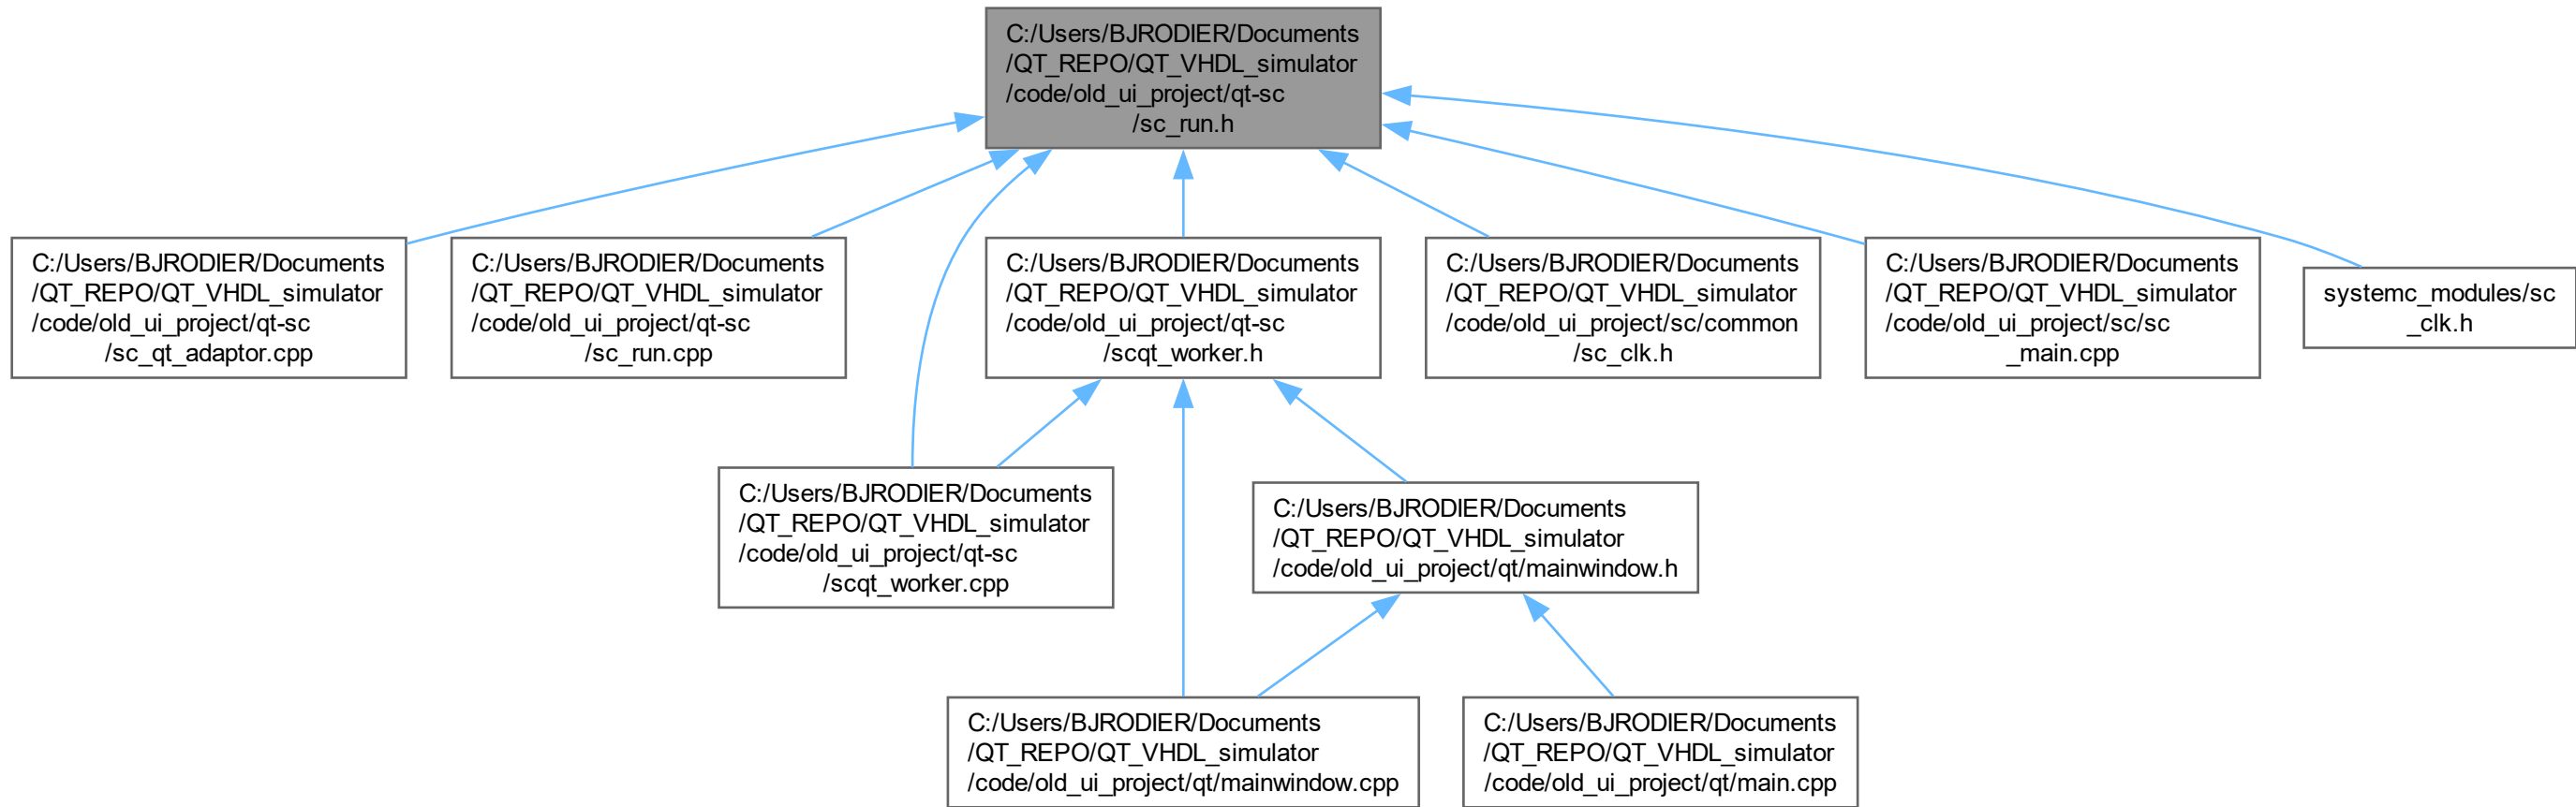 C:/Users/BJRODIER/Documents
/QT_REPO/QT_VHDL_simulator
/code/old_ui_project/qt-sc
/sc_run.h
C:/Users/BJRODIER/Documents
/QT_REPO/QT_VHDL_simulator
/code/old_ui_project/qt-sc
/sc_qt_adaptor.cpp
C:/Users/BJRODIER/Documents
/QT_REPO/QT_VHDL_simulator
/code/old_ui_project/qt-sc
/sc_run.cpp
C:/Users/BJRODIER/Documents
/QT_REPO/QT_VHDL_simulator
/code/old_ui_project/qt-sc
/scqt_worker.h
C:/Users/BJRODIER/Documents
/QT_REPO/QT_VHDL_simulator
/code/old_ui_project/sc/common
/sc_clk.h
C:/Users/BJRODIER/Documents
/QT_REPO/QT_VHDL_simulator
/code/old_ui_project/sc/sc
_main.cpp
systemc_modules/sc
_clk.h
C:/Users/BJRODIER/Documents
/QT_REPO/QT_VHDL_simulator
/code/old_ui_project/qt-sc
/scqt_worker.cpp
C:/Users/BJRODIER/Documents
/QT_REPO/QT_VHDL_simulator
/code/old_ui_project/qt/mainwindow.h
C:/Users/BJRODIER/Documents
/QT_REPO/QT_VHDL_simulator
/code/old_ui_project/qt/mainwindow.cpp
C:/Users/BJRODIER/Documents
/QT_REPO/QT_VHDL_simulator
/code/old_ui_project/qt/main.cpp